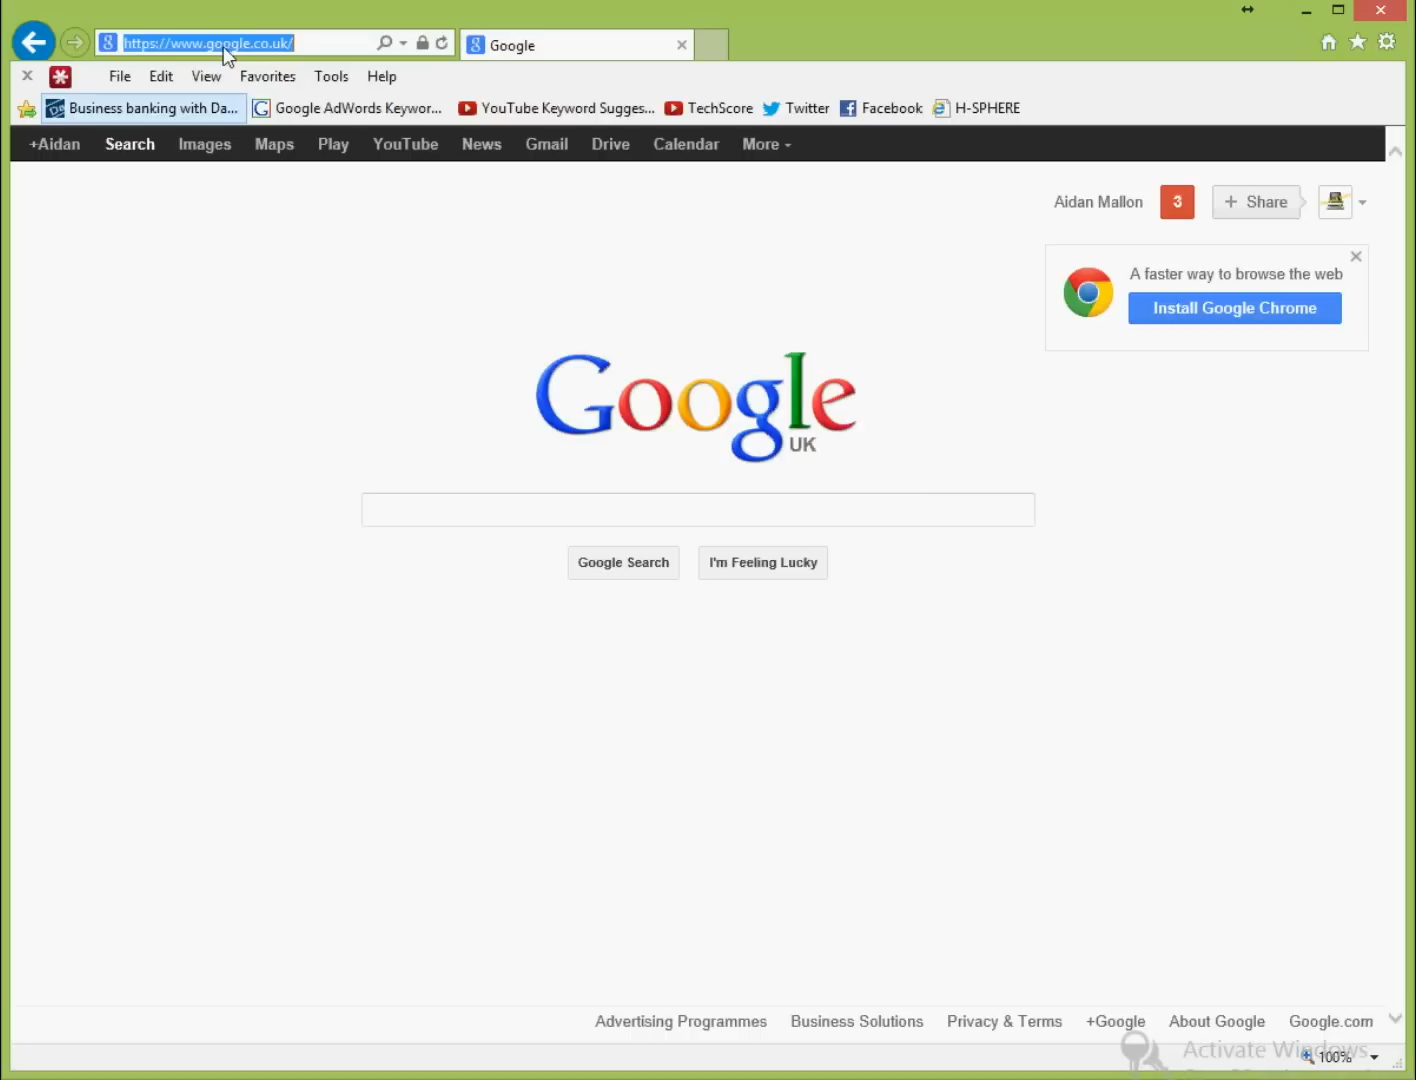 https://www.google.co.uk/ Google
File Edit View Favorites Tools Help
Business banking with Da... Google AdWords Keywor... YouTube Keyword Sugges... TechScore Twitter Facebook H-SPHERE
+Aidan Search Images Maps Play YouTube News Gmail Drive Calendar More
Aidan Mallon 3 + Share
A faster way to browse the web
Install Google Chrome
Google
UK
Google Search I'm Feeling Lucky
Advertising Programmes Business Solutions Privacy & Terms +Google About Google Google.com
Activate Windows
100%